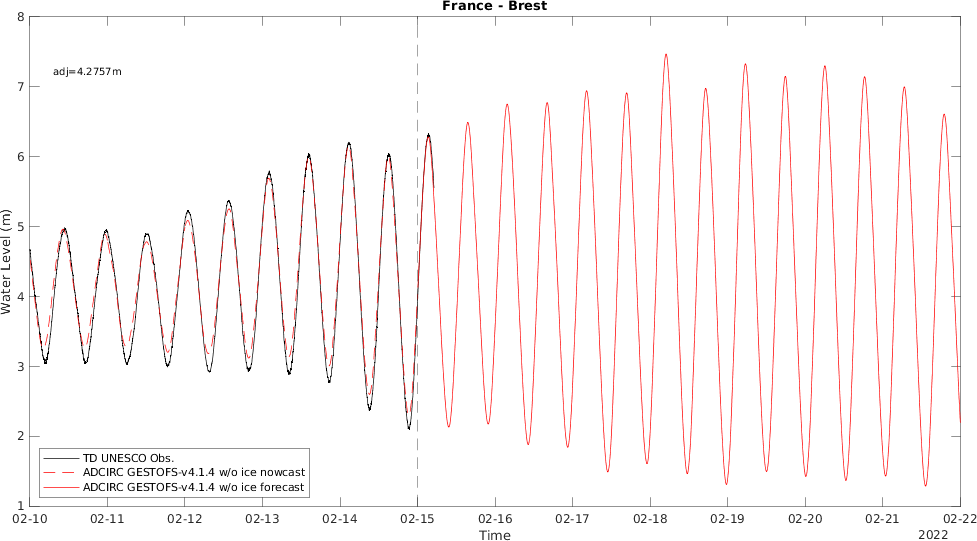 France - Brest
8
adj=4.2757m
7
6
5
Water Level (m)
4
3
2
1
TD UNESCO Obs.
ADCIRC GESTOFS-v4.1.4 w/o ice nowcast
ADCIRC GESTOFS-v4.1.4 w/o ice forecast
02-10 02-11 02-12 02-13 02-14 02-15 02-16 02-17 02-18 02-19 02-20 02-21 02-22
Time
2022